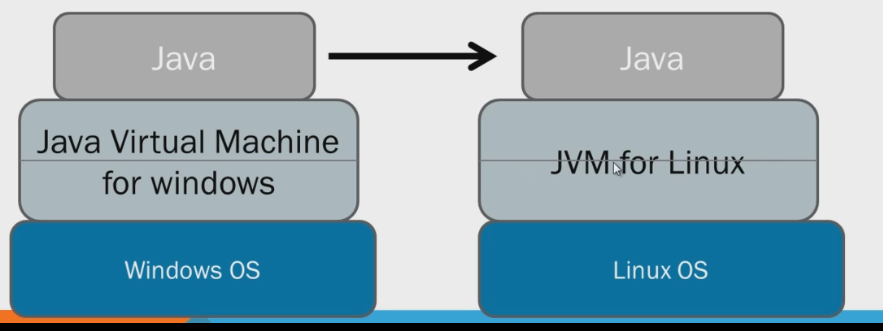 Java
Java Virtual Machine
for windows
Windows OS
Java
JVM for Linux
Linux OS